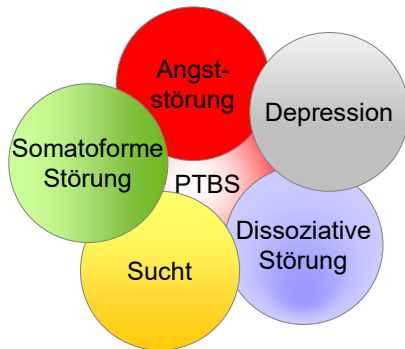 Angst-
störung
Depression
Somatoforme
Störung
PTBS
Dissoziative
Störung
Sucht